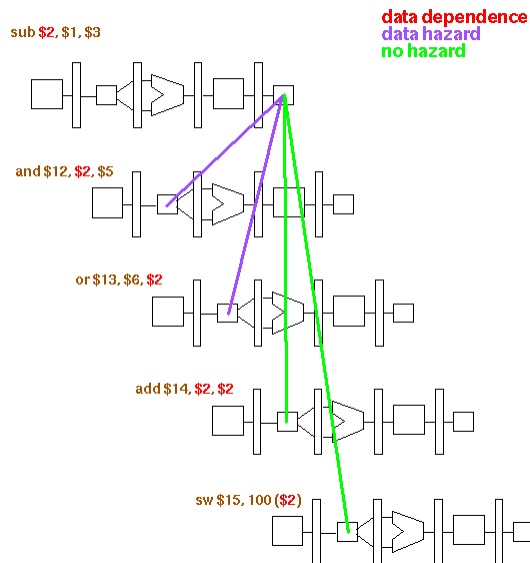 data dependence
data hazard
no hazard
sub $2, $1, $3
and $12, $2, $5
or $13, $6, $2
add $14, $2, $2
sw $15, 100 ($2)